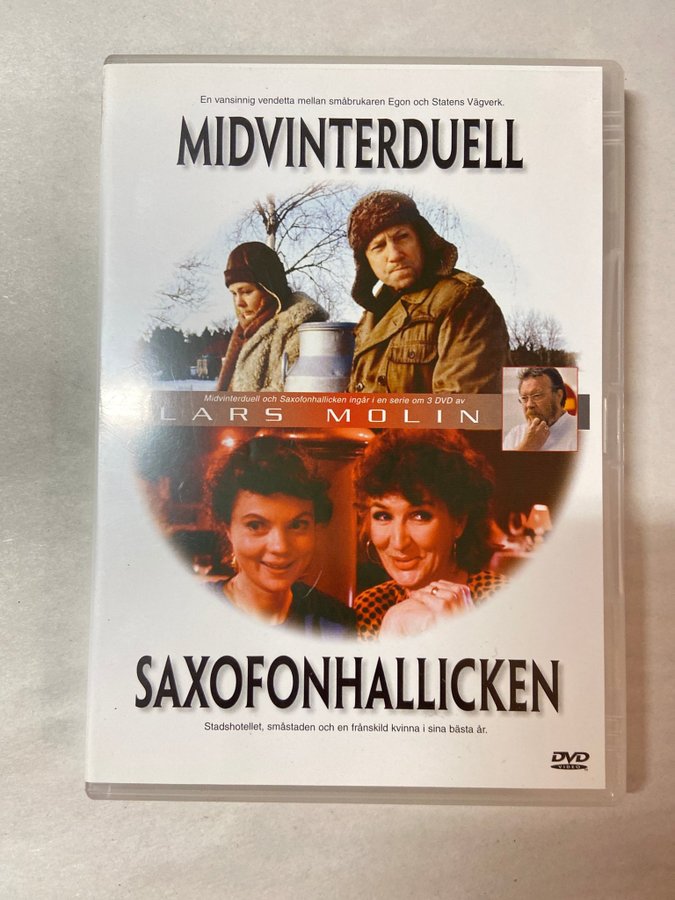 En vansinnig vendetta mellan småbrukaren Egon och Statens Vägverk.
MIDVINTERDUELL
Midvinterduell och Saxofonhallicken ingår i en serie om 3 DVD av
LARS MOLIN
SAXOFONHALLICKEN
Stadshotellet, småstaden och en frånskild kvinna i sina bästa år.
DVD
VIDEO